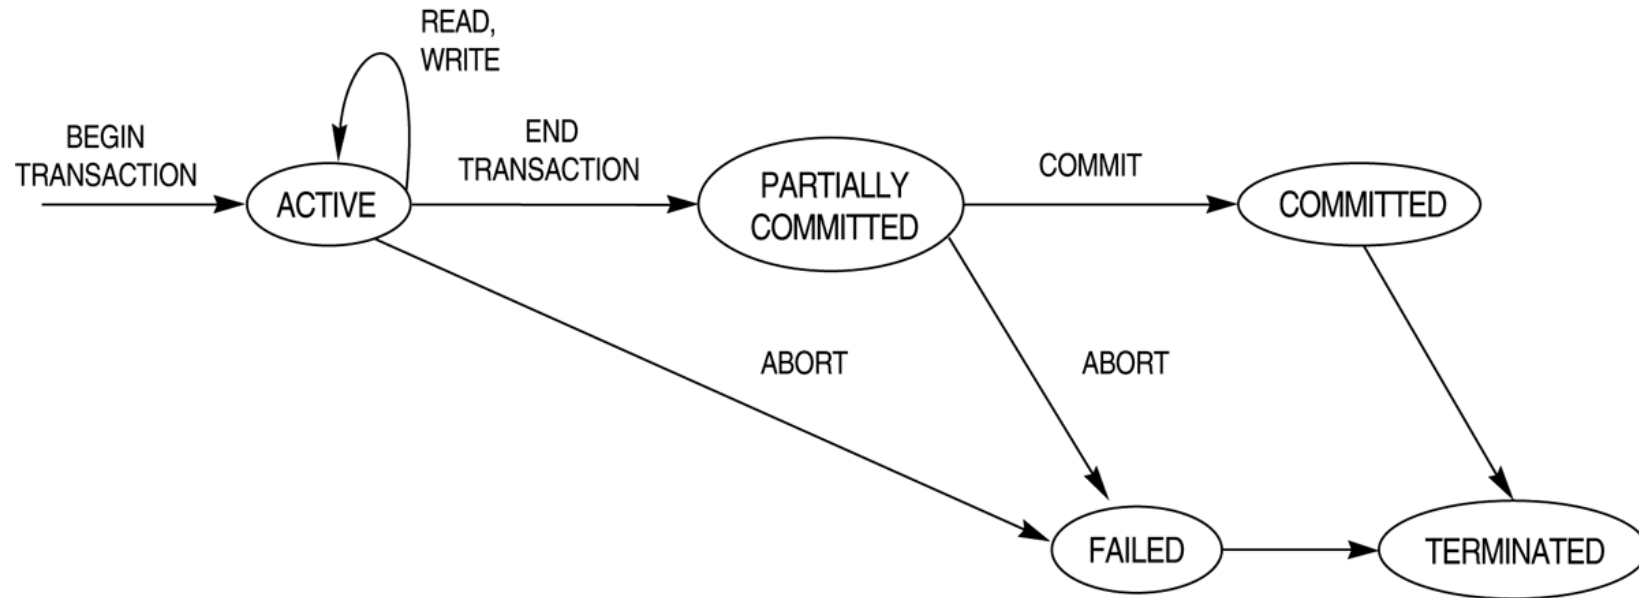 READ,
WRITE
BEGIN
TRANSACTION
END
TRANSACTION
COMMIT
ACTIVE
PARTIALLY
COMMITTED
COMMITTED
ABORT
ABORT
FAILED
TERMINATED